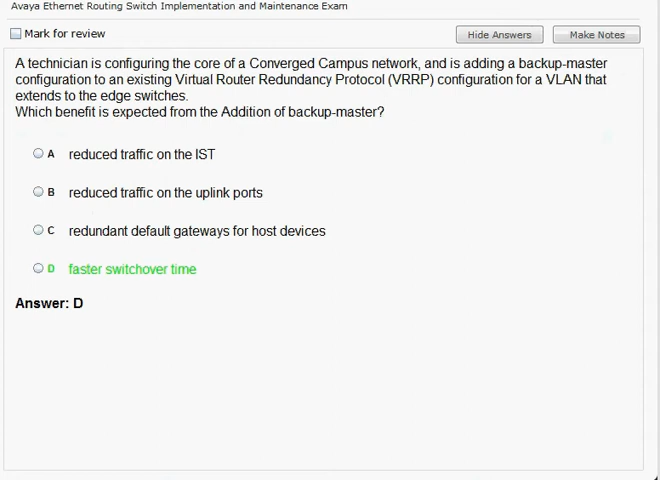 Avaya Ethernet Routing Switch Implementation and Maintenance Exam
Mark for review
Hide Answers
Make Notes
A technician is configuring the core of a Converged Campus network, and is adding a backup-master
configuration to an existing Virtual Router Redundancy Protocol (VRRP) configuration for a VLAN that
extends to the edge switches.
Which benefit is expected from the Addition of backup-master?
A reduced traffic on the IST
B reduced traffic on the uplink ports
C redundant default gateways for host devices
D faster switchover time
Answer: D